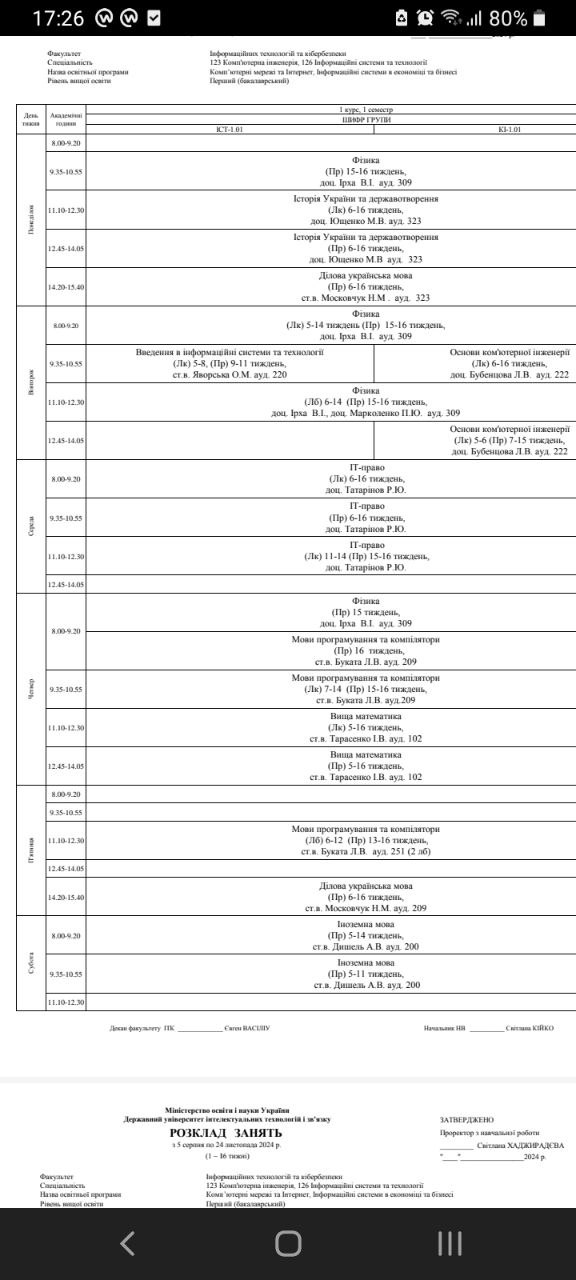 17:26
80%
Факультет Інформаційних технологій та кібербезпеки
Спеціальність 123 Комп'ютерна інженерія, 126 Інформаційні системи та технології
Назва освітньої програми Комп'ютерні мережі та Інтернет, Інформаційні системи в економіці та бізнесі
Рівень вищої освіти Перший (бакалаврський)
День тижня
Академічні години
1 курс, 1 семестр
ШИФР ГРУПИ
ІСТ-1.01 КІ-1.01
Понеділок
8.00-9.20
9.35-10.55
Фізика
(Пр) 15-16 тиждень,
доц. Ірха В.І. ауд. 309
11.10-12.30
Історія України та державотворення
(Лк) 6-16 тиждень,
доц. Ющенко М.В. ауд. 323
12.45-14.05
Історія України та державотворення
(Пр) 6-16 тиждень,
доц. Ющенко М.В. ауд. 323
14.20-15.40
Ділова українська мова
(Пр) 6-16 тиждень,
ст.в. Московчук Н.М . ауд. 323
Вівторок
8.00-9.20
Фізика
(Лк) 5-14 тиждень (Пр) 15-16 тиждень,
доц. Ірха В.І. ауд. 309
9.35-10.55
Введення в інформаційні системи та технології
(Лк) 5-8, (Пр) 9-11 тиждень,
ст.в. Яворська О.М. ауд. 220
Основи ком'ютерної інженерії
(Лк) 6-16 тиждень,
доц. Бубенцова Л.В. ауд. 222
11.10-12.30
Фізика
(Лб) 6-14 (Пр) 15-16 тиждень,
доц. Ірха В.І., доц. Марколенко П.Ю. ауд. 309
12.45-14.05
Основи ком'ютерної інженерії
(Лк) 5-6 (Пр) 7-15 тиждень,
доц. Бубенцова Л.В. ауд. 222
Середа
8.00-9.20
ІТ-право
(Лк) 6-16 тиждень,
доц. Татарінов Р.Ю.
9.35-10.55
ІТ-право
(Пр) 6-16 тиждень,
доц. Татарінов Р.Ю.
11.10-12.30
ІТ-право
(Лк) 11-14 (Пр) 15-16 тиждень,
доц. Татарінов Р.Ю.
12.45-14.05
Четвер
8.00-9.20
Фізика
(Пр) 15 тиждень,
доц. Ірха В.І. ауд. 309
Мови програмування та компілятори
(Пр) 16 тиждень,
ст.в. Буката Л.В. ауд. 209
9.35-10.55
Мови програмування та компілятори
(Лк) 7-14 (Пр) 15-16 тиждень,
ст.в. Буката Л.В. ауд.209
11.10-12.30
Вища математика
(Лк) 5-16 тиждень,
ст.в. Тарасенко І.В. ауд. 102
12.45-14.05
Вища математика
(Пр) 5-16 тиждень,
ст.в. Тарасенко І.В. ауд. 102
П'ятниця
8.00-9.20
9.35-10.55
11.10-12.30
Мови програмування та компілятори
(Лб) 6-12 (Пр) 13-16 тиждень,
ст.в. Буката Л.В. ауд. 251 (2 лб)
12.45-14.05
14.20-15.40
Ділова українська мова
(Пр) 6-16 тиждень,
ст.в. Московчук Н.М. ауд. 209
Субота
8.00-9.20
Іноземна мова
(Пр) 5-14 тиждень,
ст.в. Дишель А.В. ауд. 200
9.35-10.55
Іноземна мова
(Пр) 5-11 тиждень,
ст.в. Дишель А.В. ауд. 200
11.10-12.30
Декан факультету ПК ____________ Євген ВАСІЛІУ
Начальник НВ _________ Світлана КІЙКО
Міністерство освіти і науки України
Державний університет інтелектуальних технологій і зв'язку
РОЗКЛАД ЗАНЯТЬ
з 5 серпня по 24 листопада 2024 р.
(1 – 16 тижні)
ЗАТВЕРДЖЕНО
Проректор з навчальної роботи
_________ Світлана ХАДЖИРАДЄВА
"____"_________________2024 р.
Факультет Інформаційних технологій та кібербезпеки
Спеціальність 123 Комп'ютерна інженерія, 126 Інформаційні системи та технології
Назва освітньої програми Комп'ютерні мережі та Інтернет, Інформаційні системи в економіці та бізнесі
Рівень вищої освіти Перший (бакалаврський)